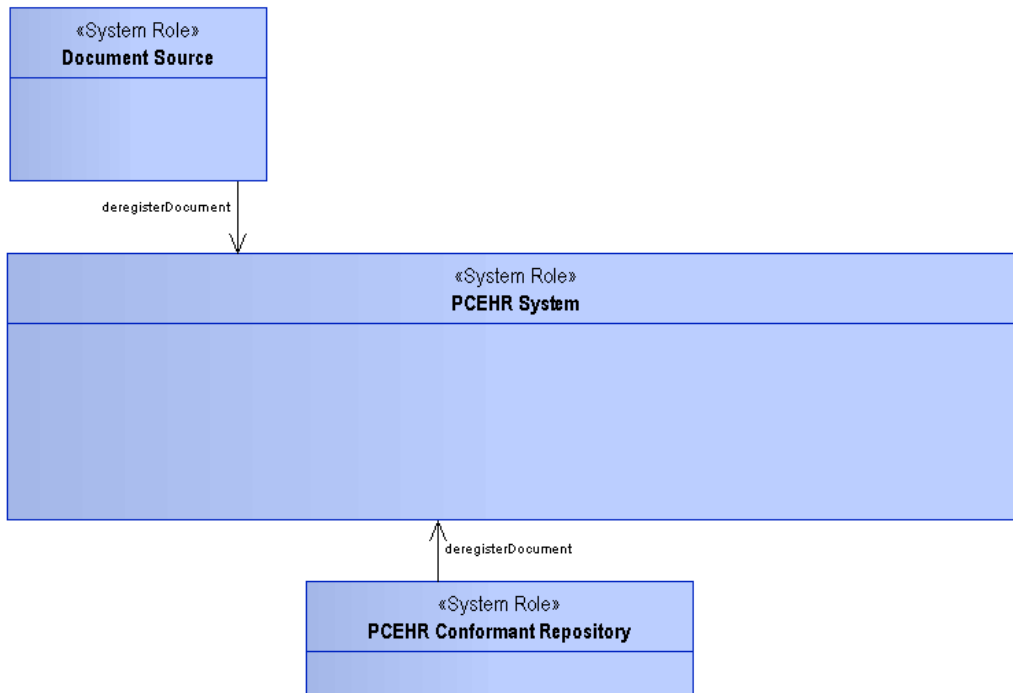 «System Role»
Document Source
deregisterDocument
«System Role»
PCEHR System
deregisterDocument
«System Role»
PCEHR Conformant Repository